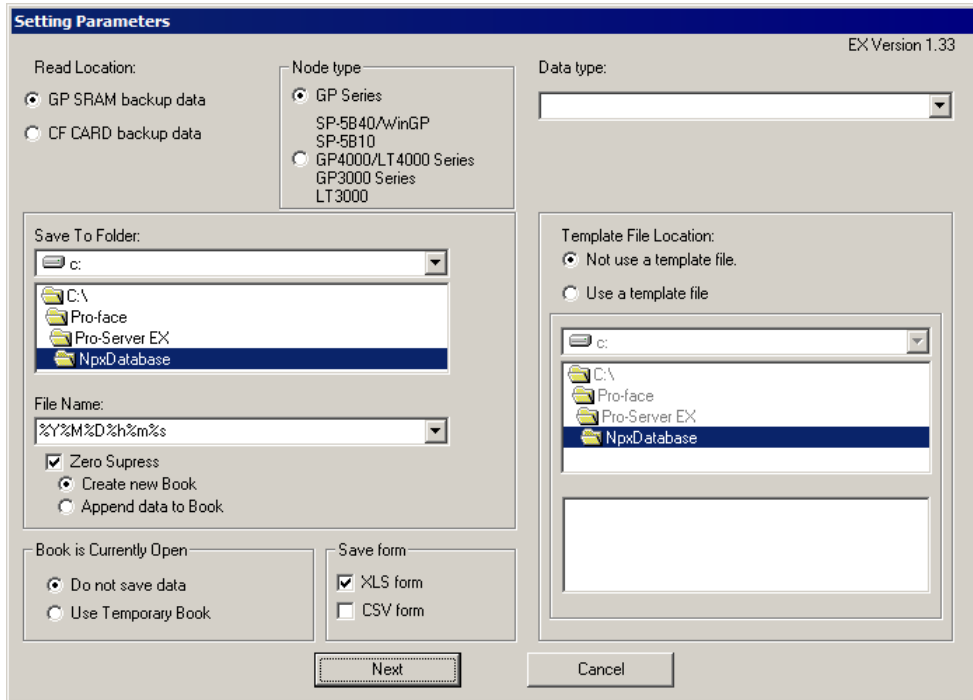 Setting Parameters
EX Version 1.33
Read Location:
GP SRAM backup data
CF CARD backup data
Node type
GP Series
SP-5B40/WinGP
SP-5B10
GP4000/LT4000 Series
GP3000 Series
LT3000
Data type:
Save To Folder:
c:
C:\
Pro-face
Pro-Server EX
NpxDatabase
File Name:
%Y%M%D%h%m%s
Zero Supress
Create new Book
Append data to Book
Template File Location:
Not use a template file.
Use a template file
c:
C:\
Pro-face
Pro-Server EX
NpxDatabase
Book is Currently Open
Do not save data
Use Temporary Book
Save form
XLS form
CSV form
Next
Cancel